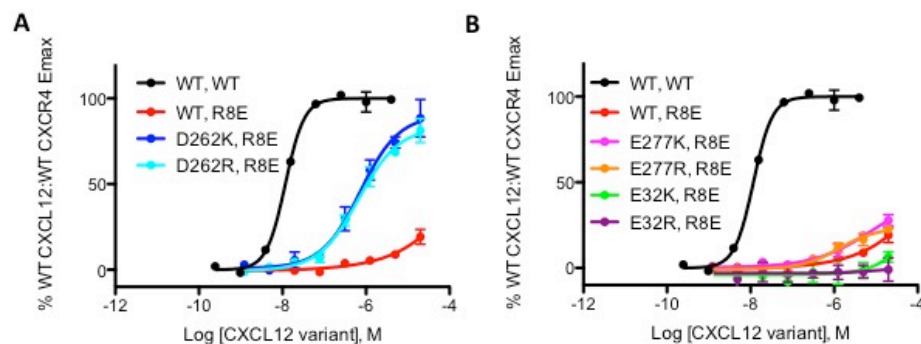 A
% WT CXCL12:WT CXCR4 Emax
100
50
0
WT, WT
WT, R8E
D262K, R8E
D262R, R8E
-12
-10
-8
-6
-4
Log [CXCL12 variant], M
B
% WT CXCL12:WT CXCR4 Emax
100
50
0
WT, WT
WT, R8E
E277K, R8E
E277R, R8E
E32K, R8E
E32R, R8E
-12
-10
-8
-6
-4
Log [CXCL12 variant], M